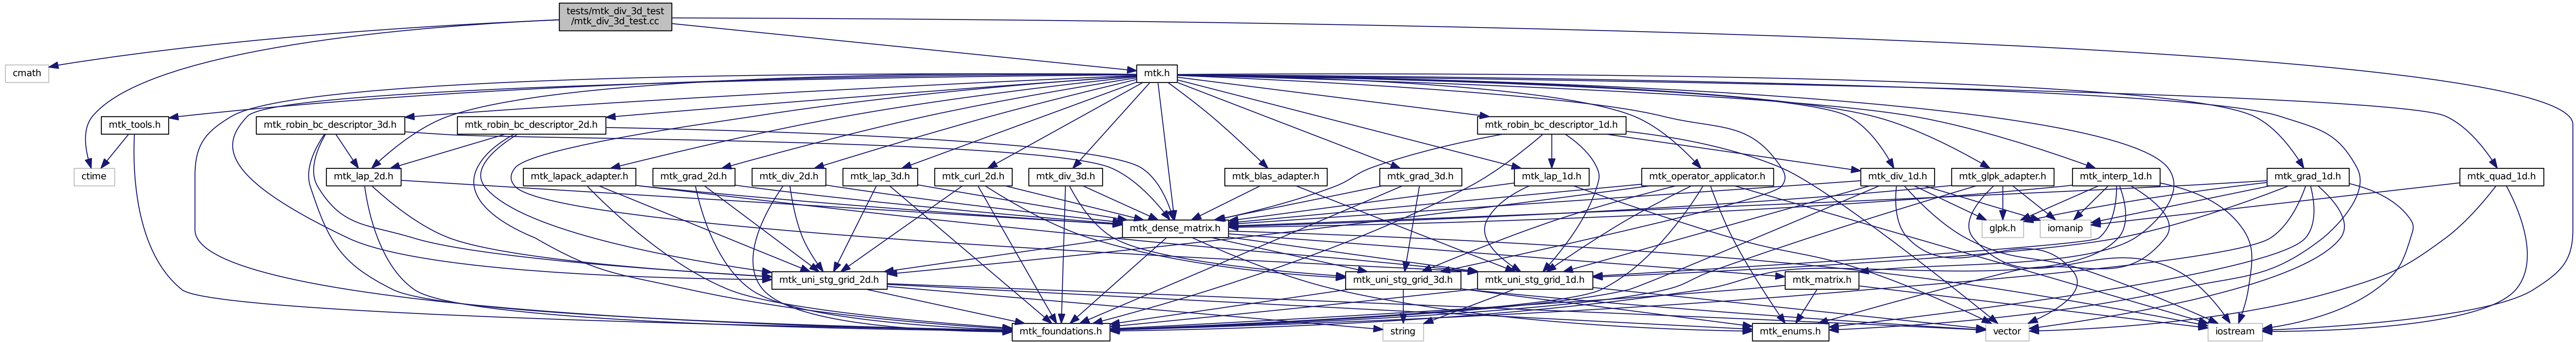 tests/mtk_div_3d_test
/mtk_div_3d_test.cc
cmath
mtk.h
mtk_tools.h
mtk_robin_bc_descriptor_3d.h
mtk_robin_bc_descriptor_2d.h
mtk_robin_bc_descriptor_1d.h
ctime
mtk_lap_2d.h
mtk_lapack_adapter.h
mtk_grad_2d.h
mtk_div_2d.h
mtk_lap_3d.h
mtk_curl_2d.h
mtk_div_3d.h
mtk_blas_adapter.h
mtk_grad_3d.h
mtk_lap_1d.h
mtk_operator_applicator.h
mtk_div_1d.h
mtk_glpk_adapter.h
mtk_interp_1d.h
mtk_grad_1d.h
mtk_quad_1d.h
mtk_dense_matrix.h
glpk.h
iomanip
mtk_uni_stg_grid_2d.h
mtk_uni_stg_grid_3d.h
mtk_uni_stg_grid_1d.h
mtk_matrix.h
mtk_foundations.h
string
mtk_enums.h
vector
iostream